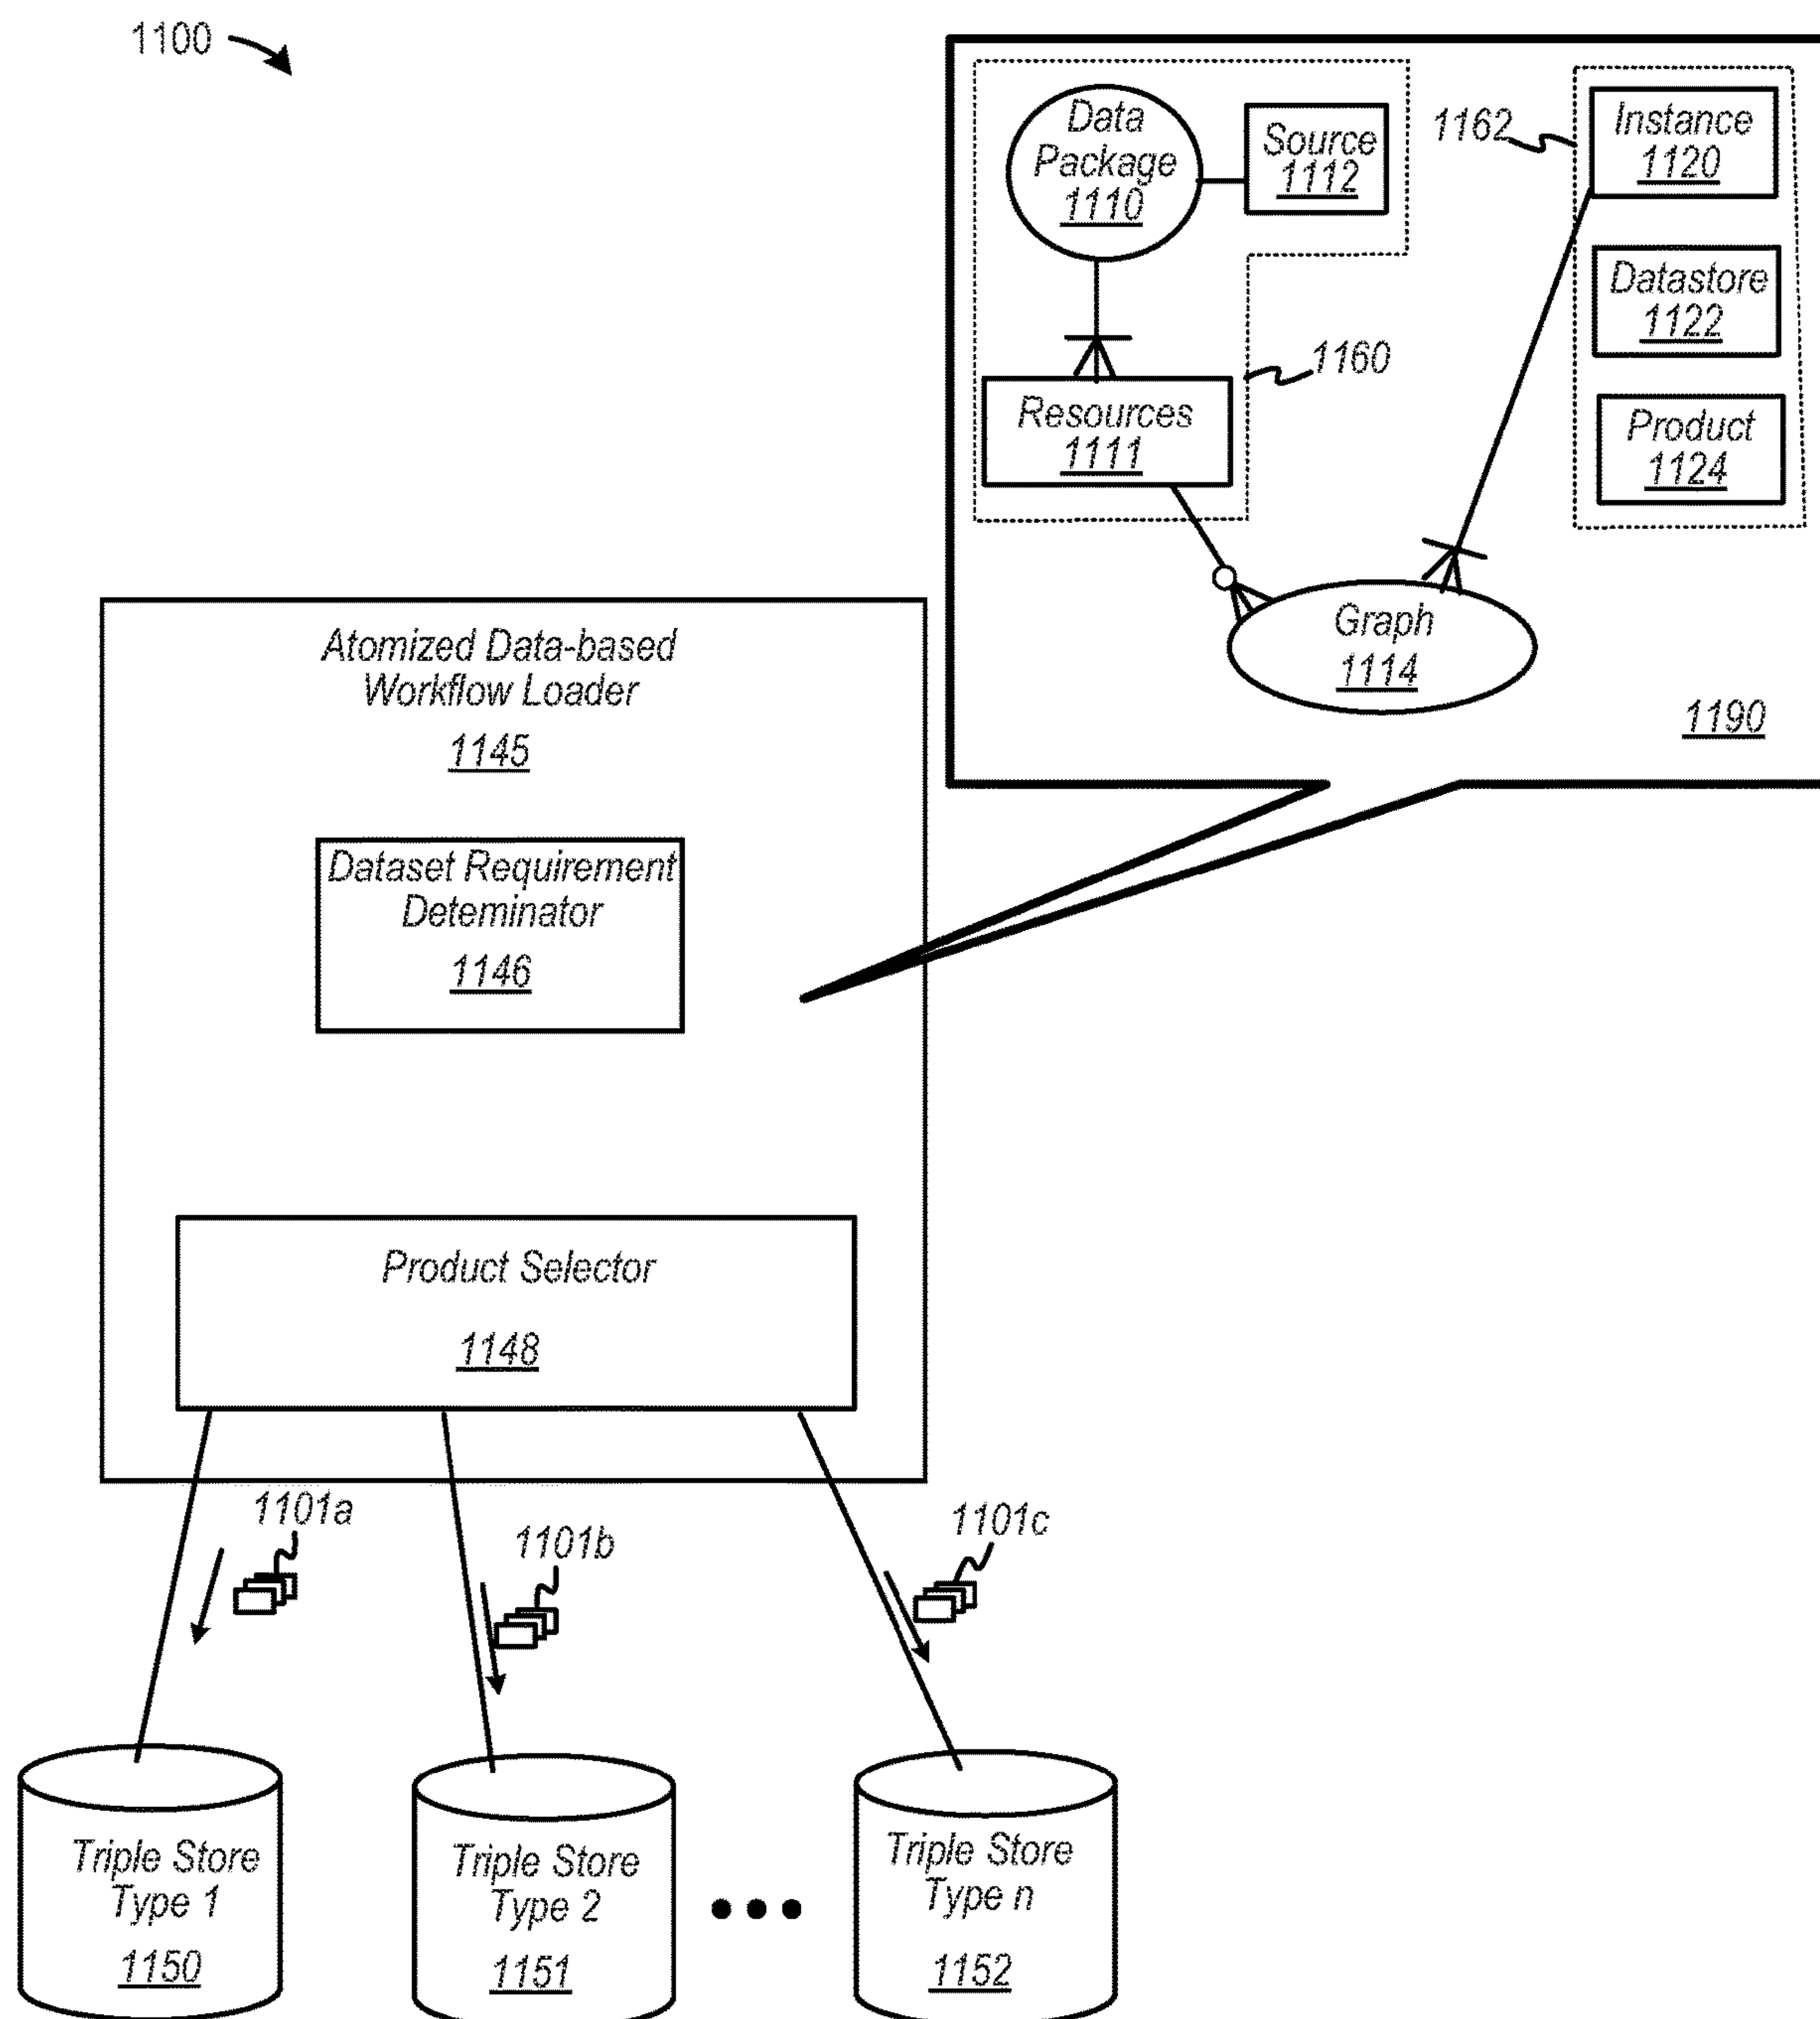 1100
Data
Package
1110
Source
1112
1162
Instance
1120
Datastore
1122
1160
Resources
1111
Product
1124
Graph
1114
1190
Atomized Data-based
Workflow Loader
1145
Dataset Requirement
Deteminator
1146
Product Selector
1148
1101a
1101b
1101c
Triple Store
Type 1
1150
Triple Store
Type 2
1151
Triple Store
Type n
1152